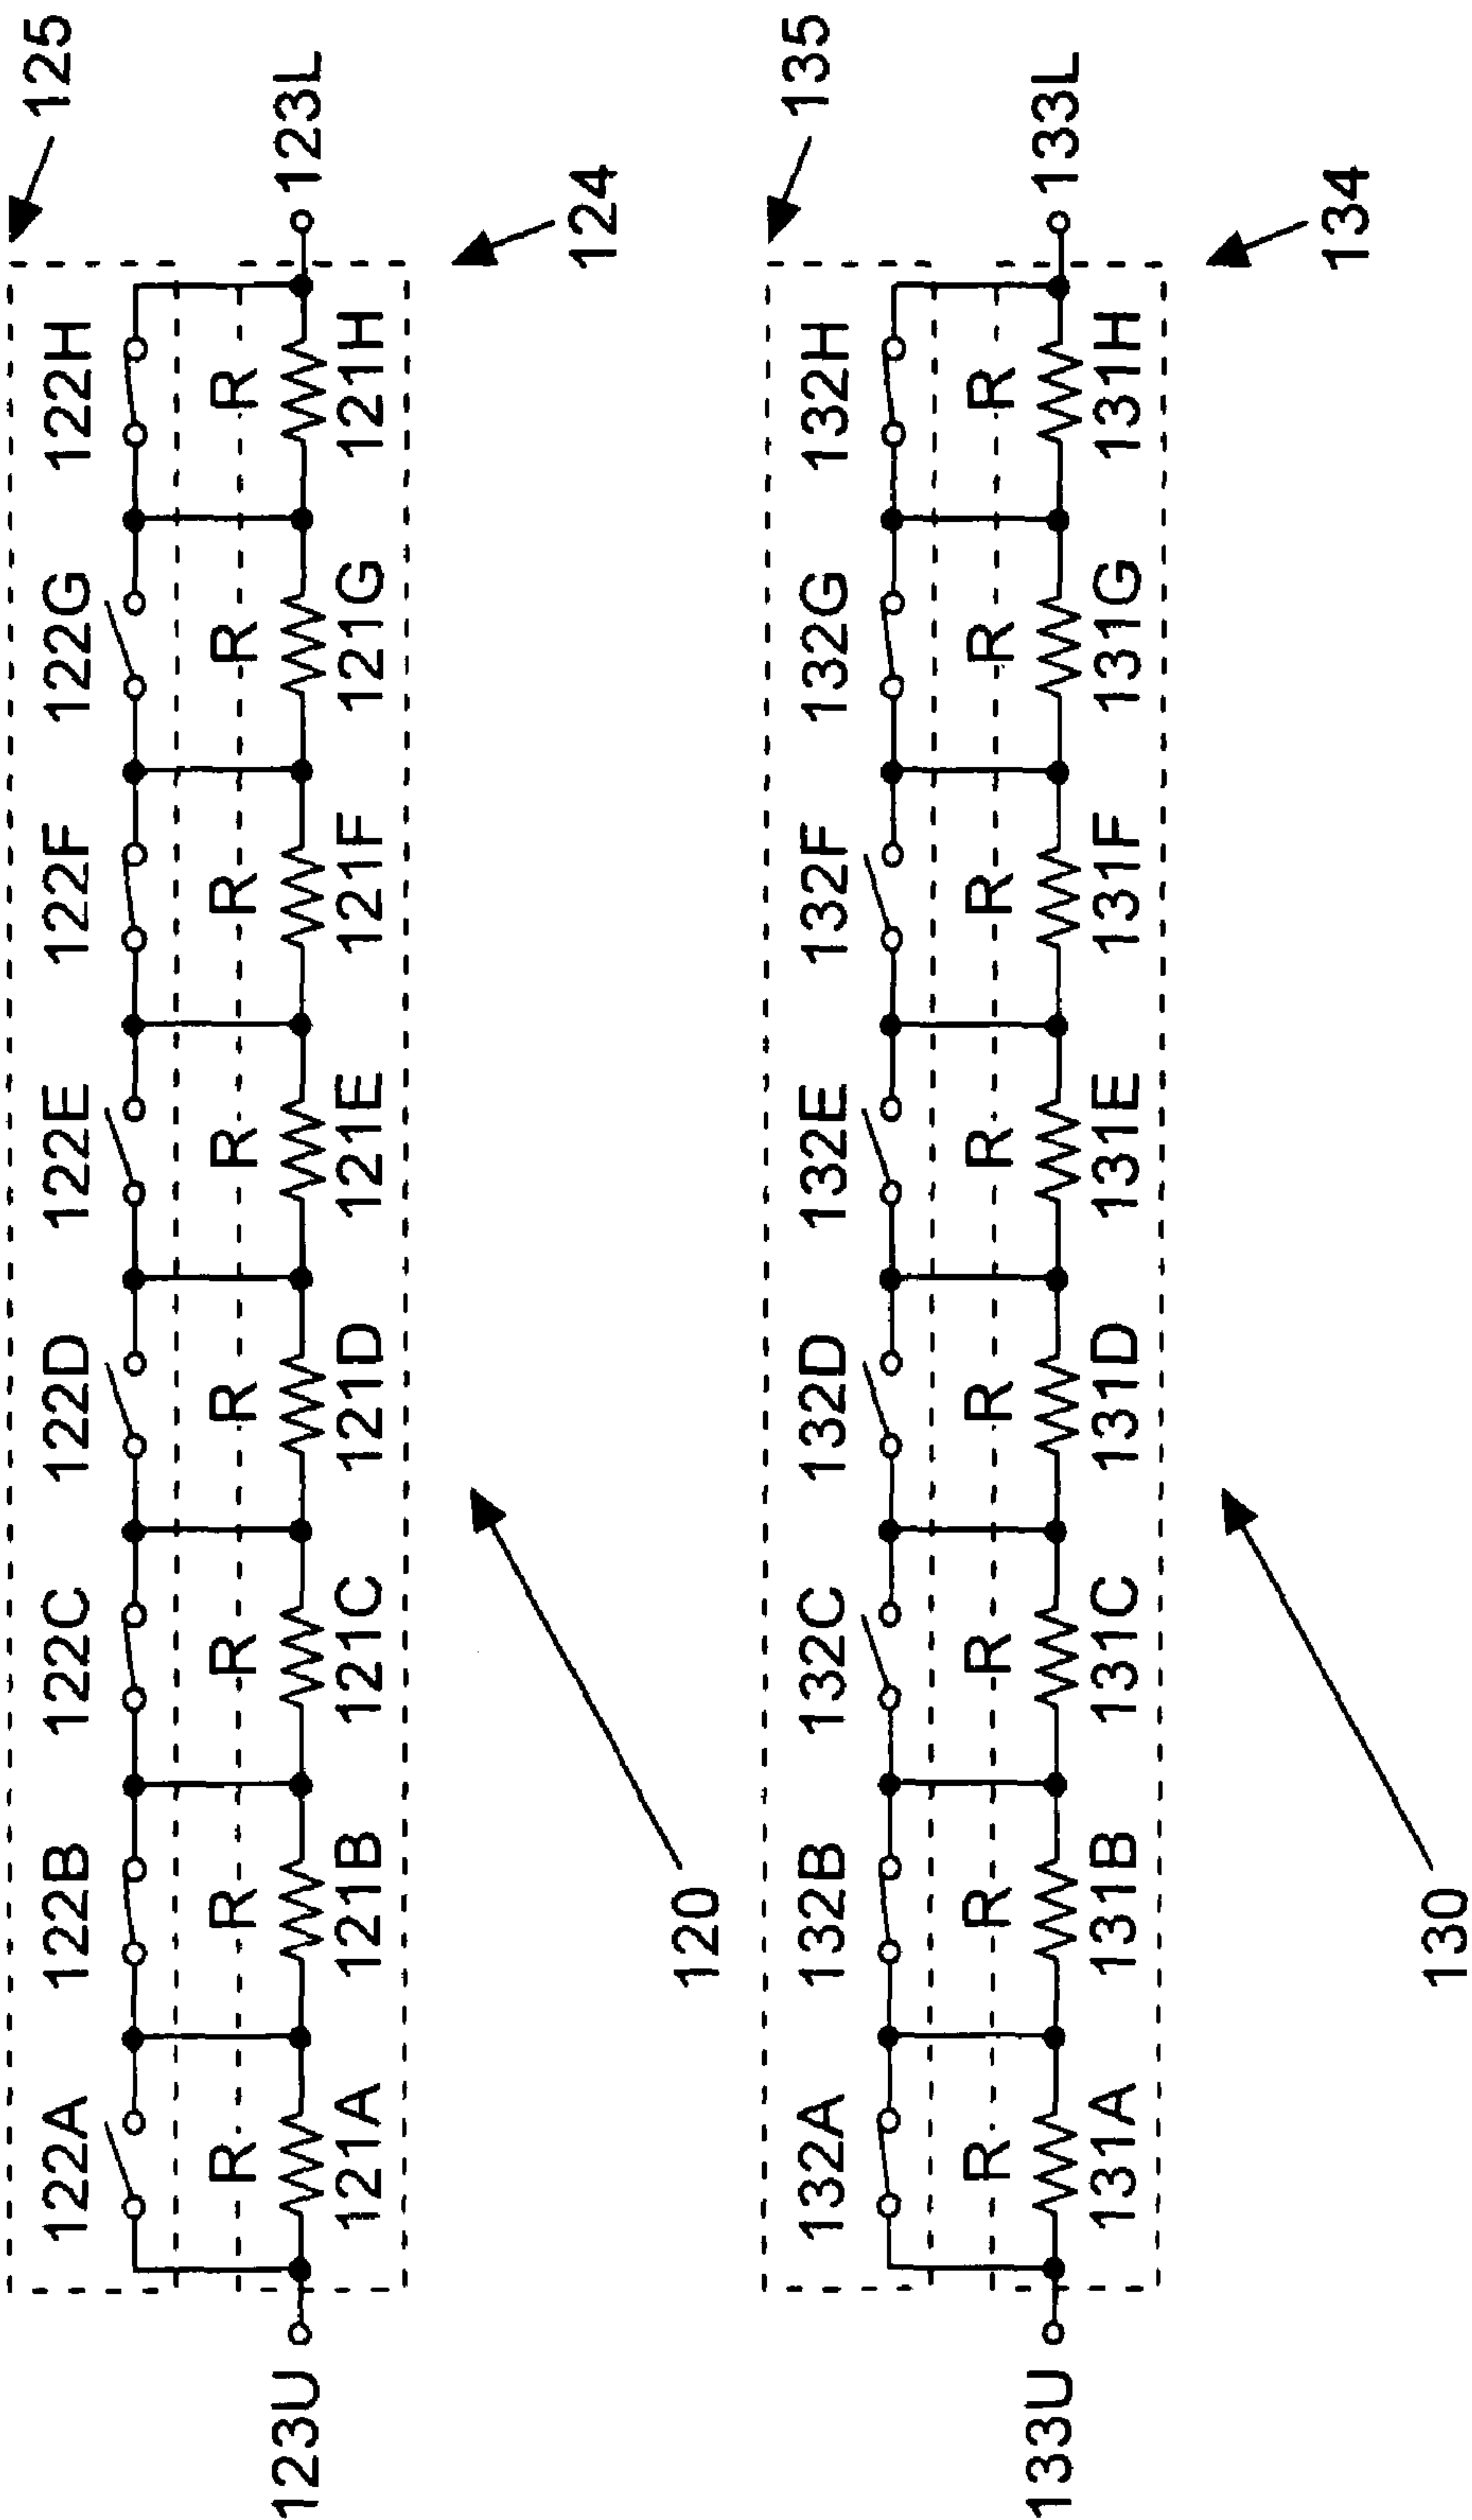 125
122A 122B 122C 122D 122E 122F 122G 122H
R R R R R R R R
123U 123L
121A 121B 121C 121D 121E 121F 121G 121H
124
120
135
132A 132B 132C 132D 132E 132F 132G 132H
R R R R R R R R
133U 133L
131A 131B 131C 131D 131E 131F 131G 131H
134
130